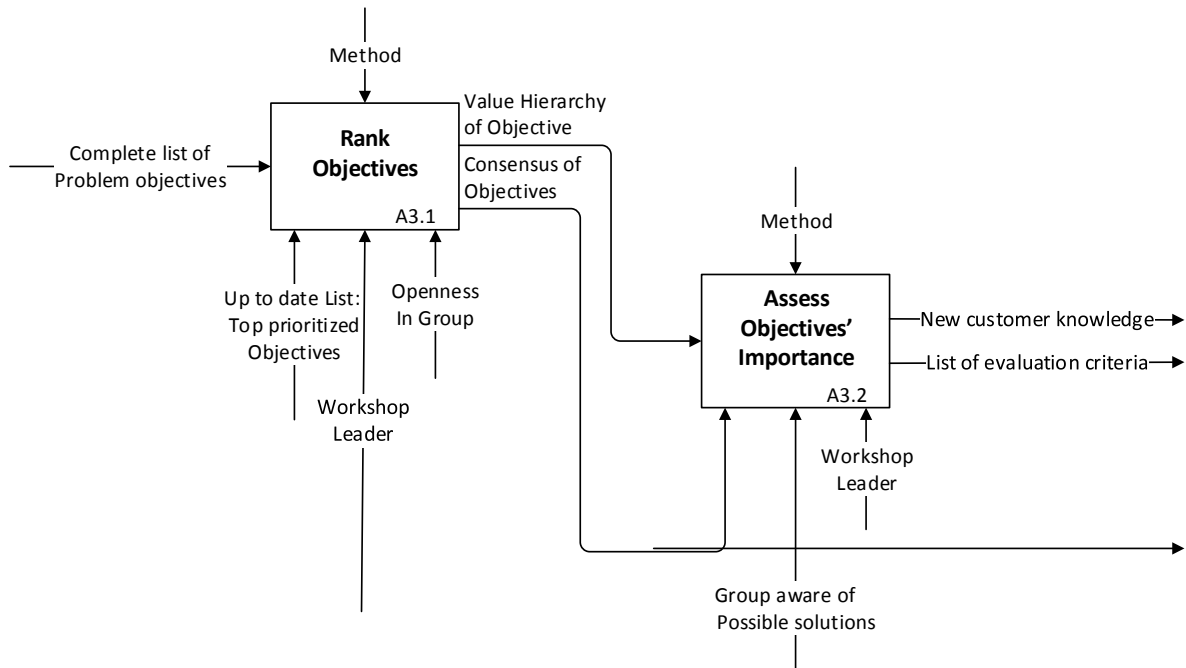 Method
Value Hierarchy
of Objective
Rank
Objectives
Complete list of
Problem objectives
Consensus of
Objectives
A3.1
Method
Up to date List:
Top prioritized
Objectives
Openness
In Group
Assess
Objectives’
Importance
New customer knowledge
List of evaluation criteria
A3.2
Workshop
Leader
Workshop
Leader
Group aware of
Possible solutions